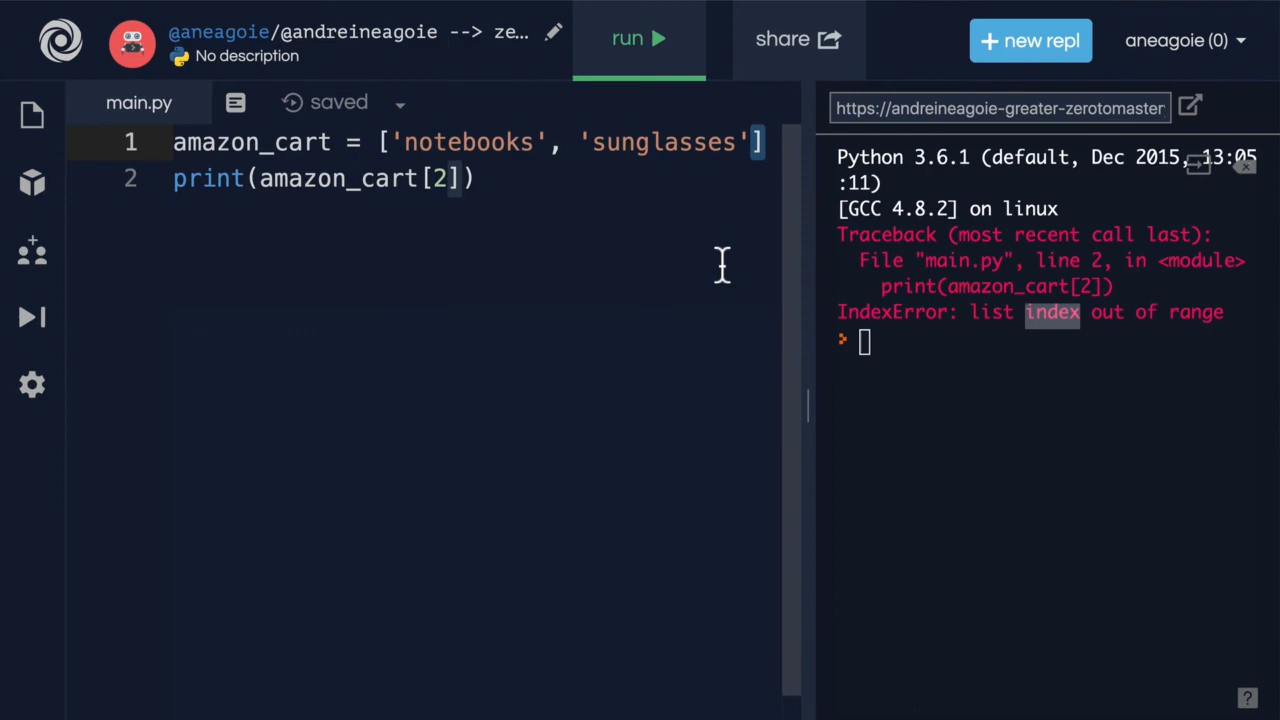 @aneagoie/@andreineagoie --> ze...
No description
run
share
+ new repl
aneagoie (0)
main.py
saved
https://andreineagoie-greater-zerotomaster
1 amazon_cart = ['notebooks', 'sunglasses']
2 print(amazon_cart[2])
Python 3.6.1 (default, Dec 2015, 13:05
:11)
[GCC 4.8.2] on linux
Traceback (most recent call last):
File "main.py", line 2, in <module>
print(amazon_cart[2])
IndexError: list index out of range
?